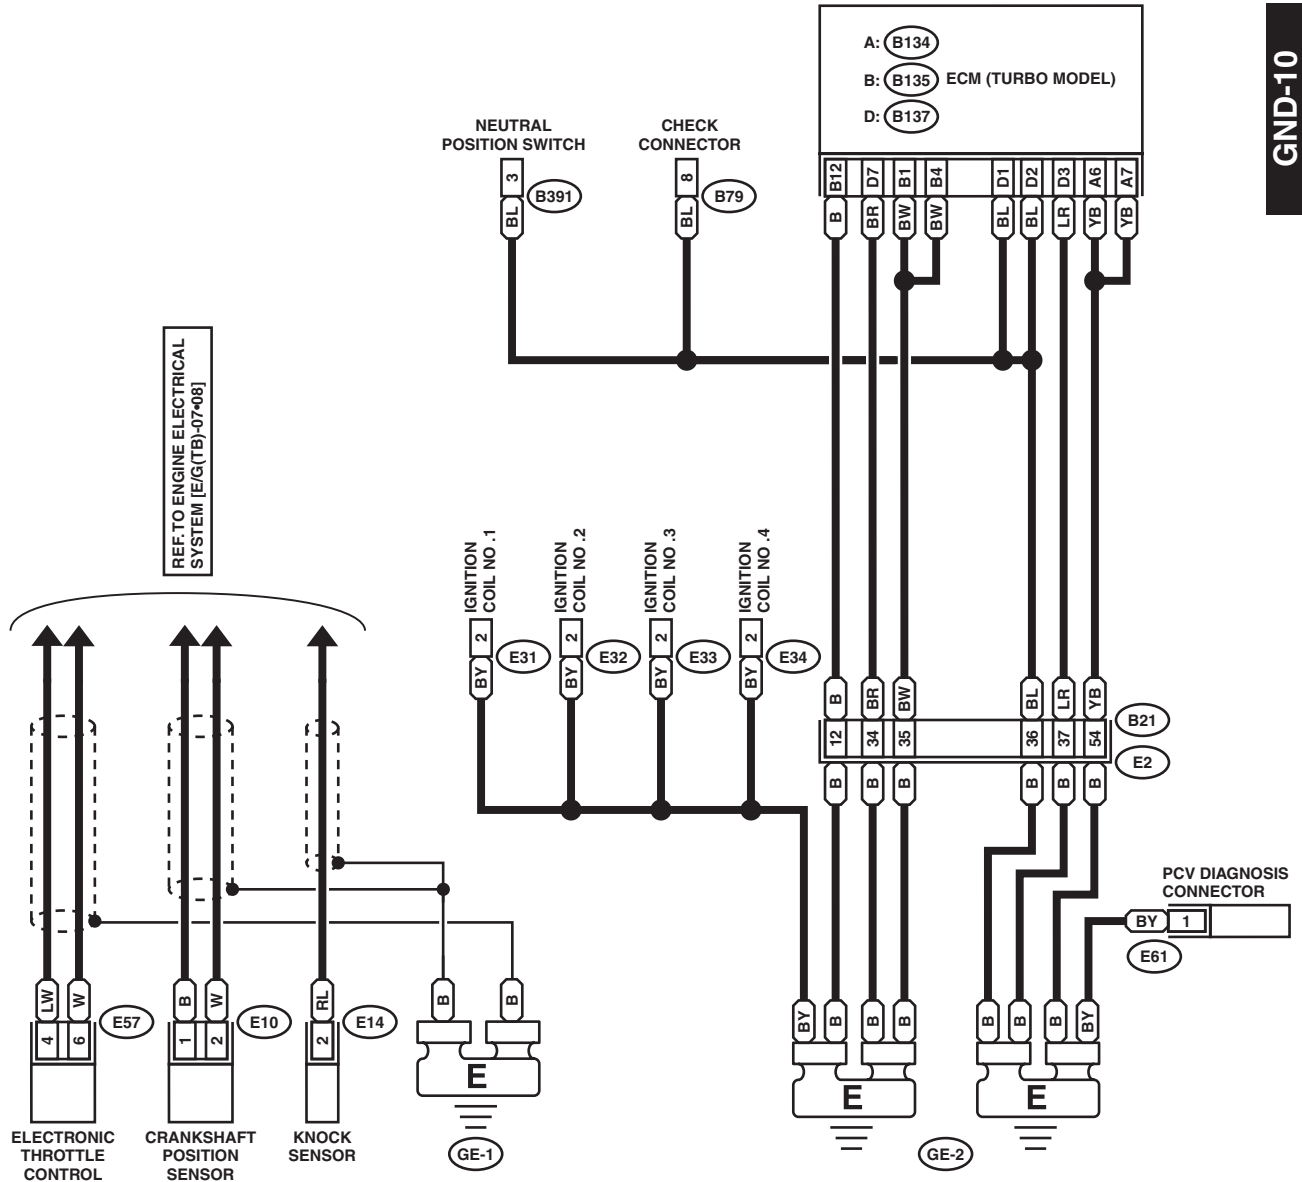 GND-10
A: B134
B: B135 ECM (TURBO MODEL)
D: B137
NEUTRAL
POSITION SWITCH
CHECK
CONNECTOR
3
B391
8
B79
B12 D7 B1 B4 D1 D2 D3 A6 A7
BL
BL
B BR BW BW BL BL LR YB YB
REF. TO ENGINE ELECTRICAL
SYSTEM [E/G(TB)-07•08]
IGNITION
COIL NO .1
IGNITION
COIL NO .2
IGNITION
COIL NO .3
IGNITION
COIL NO .4
2 E31 2 E32 2 E33 2 E34
BY BY BY BY
B BR BW BL LR YB
B21
12 34 35 36 37 54
E2
B B B B B B
PCV DIAGNOSIS
CONNECTOR
BY 1
E61
LW W B W RL B B
BY B B B B B B BY
4 6 E57 1 2 E10 2 E14
E E E
ELECTRONIC
THROTTLE
CONTROL
CRANKSHAFT
POSITION
SENSOR
KNOCK
SENSOR
GE-1
GE-2